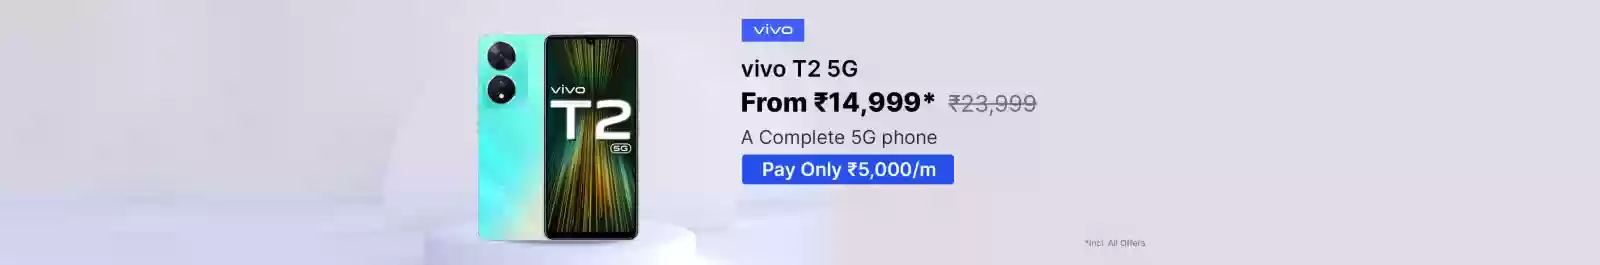 vivo
T2
5G
vivo
vivo T2 5G
From ₹14,999* ₹23,999
A Complete 5G phone
Pay Only ₹5,000/m
*Incl. All Offers